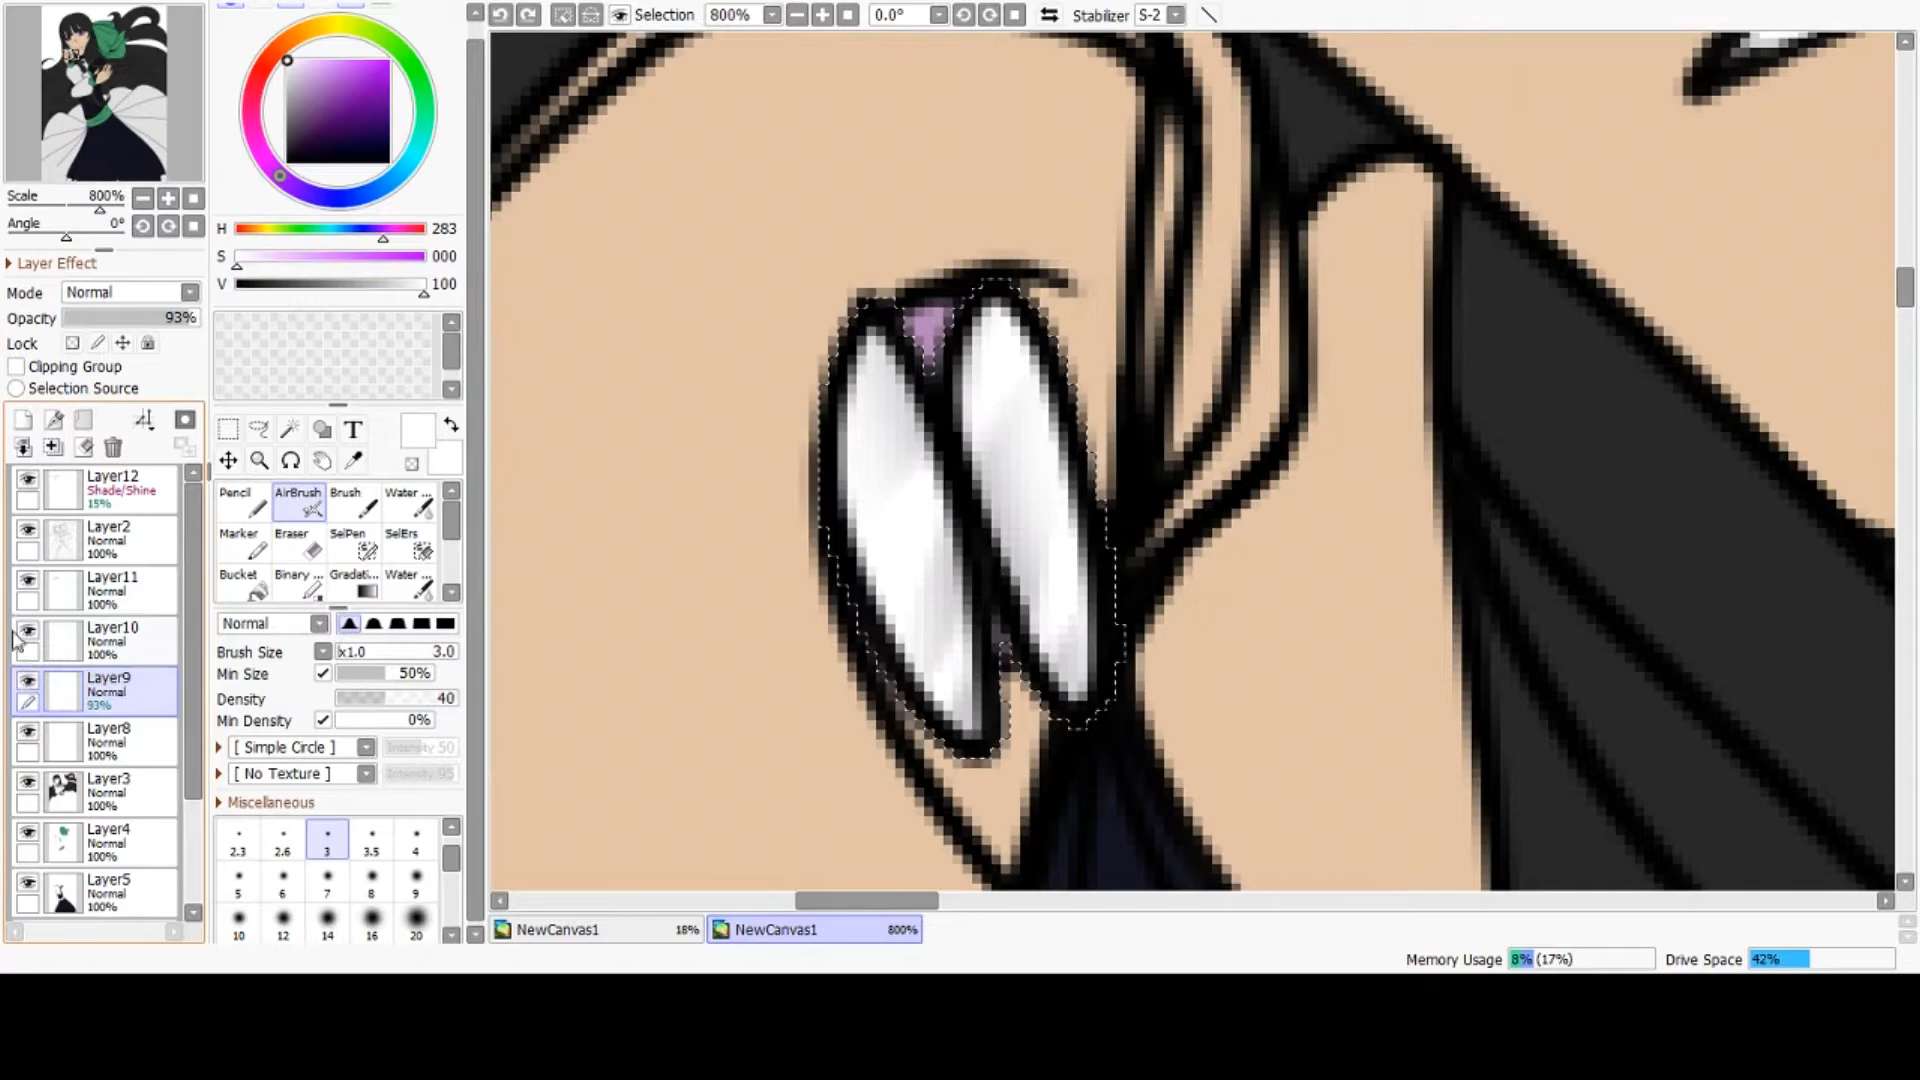 Selection 800% 0.0° Stabilizer S-2
Scale 800%
Angle 0°
Layer Effect
Mode Normal
Opacity 93%
Lock
Clipping Group
Selection Source
Layer12
Shade/Shine
15%
Layer2
Normal
100%
Layer11
Normal
100%
Layer10
Normal
100%
Layer9
Normal
93%
Layer8
Normal
100%
Layer3
Normal
100%
Layer4
Normal
100%
Layer5
Normal
100%
H 283
S 000
V 100
T
Pencil AirBrush Brush Water ...
Marker Eraser SelPen SelErs
Bucket Binary ... Gradati... Water ...
Normal
Brush Size x1.0 3.0
Min Size 50%
Density 40
Min Density 0%
[ Simple Circle ] Intensity 50
[ No Texture ] Intensity 95
Miscellaneous
2.3 2.6 3 3.5 4
5 6 7 8 9
10 12 14 16 20
NewCanvas1 18% NewCanvas1 800%
Memory Usage 8% (17%) Drive Space 42%